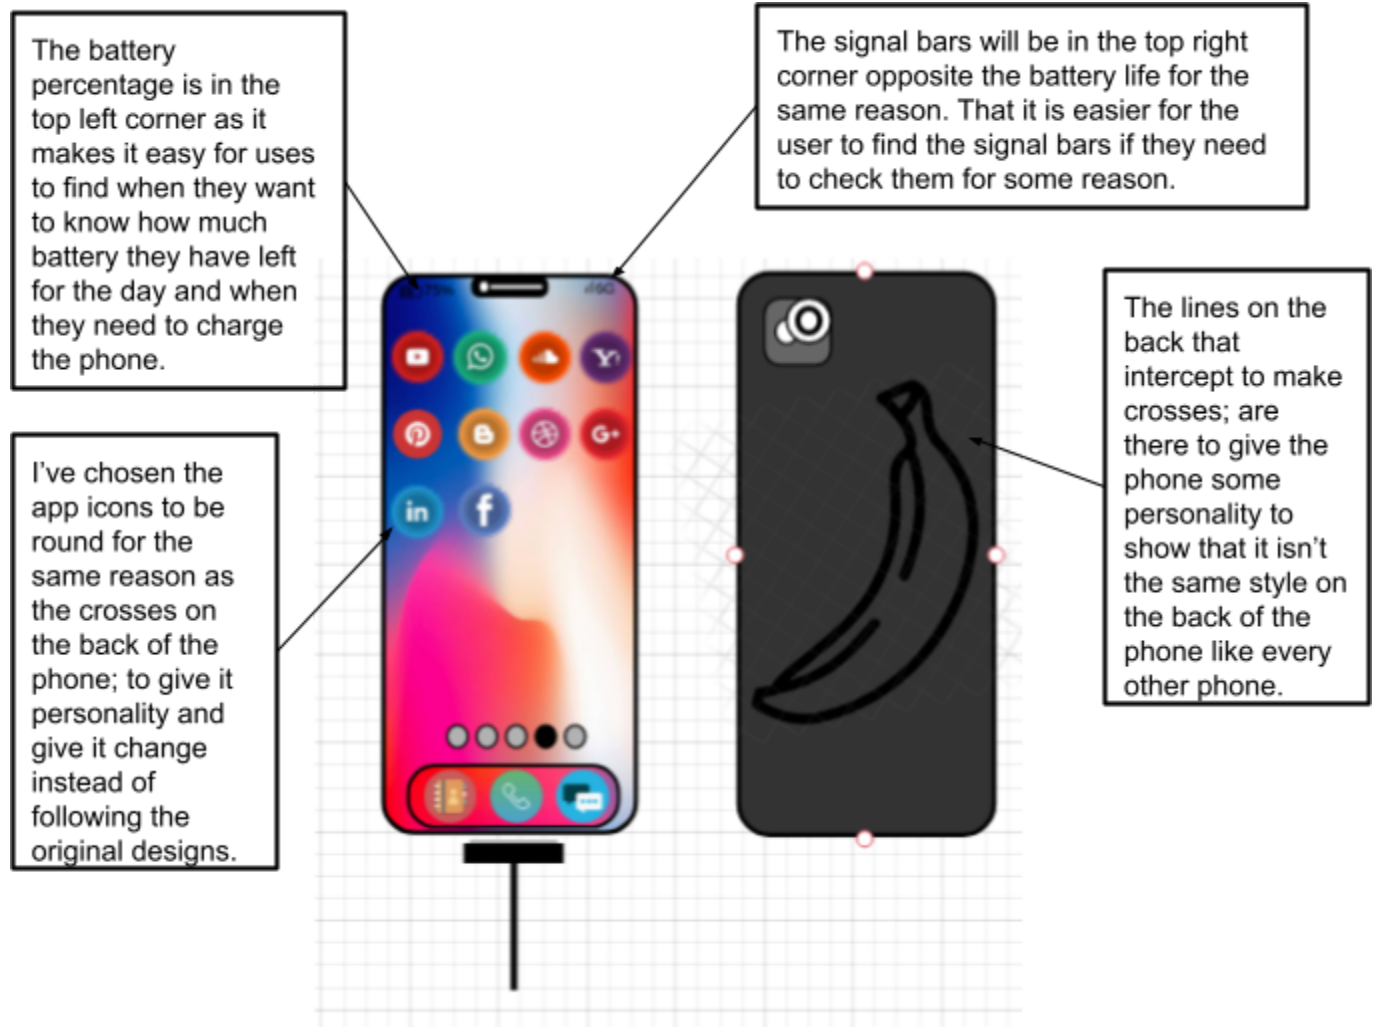 The battery
percentage is in the
top left corner as it
makes it easy for uses
to find when they want
to know how much
battery they have left
for the day and when
they need to charge
the phone.
The signal bars will be in the top right
corner opposite the battery life for the
same reason. That it is easier for the
user to find the signal bars if they need
to check them for some reason.
I’ve chosen the
app icons to be
round for the
same reason as
the crosses on
the back of the
phone; to give it
personality and
give it change
instead of
following the
original designs.
75%
Y!
B
G+
in
f
The lines on the
back that
intercept to make
crosses; are
there to give the
phone some
personality to
show that it isn’t
the same style on
the back of the
phone like every
other phone.